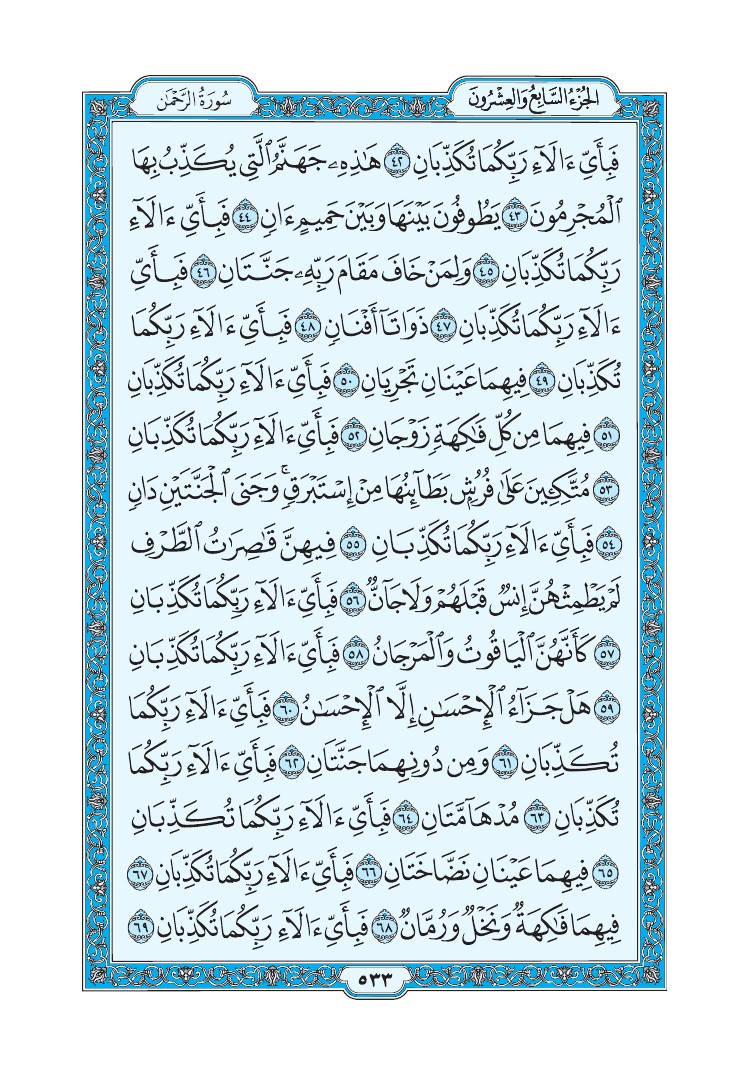 الجُزْءُ السَّابِعُ وَالعِشْرُونَ
سُورَةُ الرَّحْمٰن
فَبِأَيِّ ءَالَآءِ رَبِّكُمَا تُكَذِّبَانِ ٤٢ هَٰذِهِۦ جَهَنَّمُ ٱلَّتِي يُكَذِّبُ بِهَا
ٱلْمُجْرِمُونَ ٤٣ يَطُوفُونَ بَيْنَهَا وَبَيْنَ حَمِيمٍ ءَانٍ ٤٤ فَبِأَيِّ ءَالَآءِ
رَبِّكُمَا تُكَذِّبَانِ ٤٥ وَلِمَنْ خَافَ مَقَامَ رَبِّهِۦ جَنَّتَانِ ٤٦ فَبِأَيِّ
ءَالَآءِ رَبِّكُمَا تُكَذِّبَانِ ٤٧ ذَوَاتَآ أَفْنَانٍ ٤٨ فَبِأَيِّ ءَالَآءِ رَبِّكُمَا
تُكَذِّبَانِ ٤٩ فِيهِمَا عَيْنَانِ تَجْرِيَانِ ٥٠ فَبِأَيِّ ءَالَآءِ رَبِّكُمَا تُكَذِّبَانِ
٥١ فِيهِمَا مِن كُلِّ فَٰكِهَةٍ زَوْجَانِ ٥٢ فَبِأَيِّ ءَالَآءِ رَبِّكُمَا تُكَذِّبَانِ
٥٣ مُتَّكِـِٔينَ عَلَىٰ فُرُشٍۭ بَطَآئِنُهَا مِنْ إِسْتَبْرَقٍۚ وَجَنَى ٱلْجَنَّتَيْنِ دَانٍ
٥٤ فَبِأَيِّ ءَالَآءِ رَبِّكُمَا تُكَذِّبَانِ ٥٥ فِيهِنَّ قَٰصِرَٰتُ ٱلطَّرْفِ
لَمْ يَطْمِثْهُنَّ إِنسٌ قَبْلَهُمْ وَلَا جَآنٌّ ٥٦ فَبِأَيِّ ءَالَآءِ رَبِّكُمَا تُكَذِّبَانِ
٥٧ كَأَنَّهُنَّ ٱلْيَاقُوتُ وَٱلْمَرْجَانُ ٥٨ فَبِأَيِّ ءَالَآءِ رَبِّكُمَا تُكَذِّبَانِ
٥٩ هَلْ جَزَآءُ ٱلْإِحْسَٰنِ إِلَّا ٱلْإِحْسَٰنُ ٦٠ فَبِأَيِّ ءَالَآءِ رَبِّكُمَا
تُكَذِّبَانِ ٦١ وَمِن دُونِهِمَا جَنَّتَانِ ٦٢ فَبِأَيِّ ءَالَآءِ رَبِّكُمَا
تُكَذِّبَانِ ٦٣ مُدْهَآمَّتَانِ ٦٤ فَبِأَيِّ ءَالَآءِ رَبِّكُمَا تُكَذِّبَانِ
٦٥ فِيهِمَا عَيْنَانِ نَضَّاخَتَانِ ٦٦ فَبِأَيِّ ءَالَآءِ رَبِّكُمَا تُكَذِّبَانِ ٦٧
فِيهِمَا فَٰكِهَةٌ وَنَخْلٌ وَرُمَّانٌ ٦٨ فَبِأَيِّ ءَالَآءِ رَبِّكُمَا تُكَذِّبَانِ ٦٩
٥٣٣